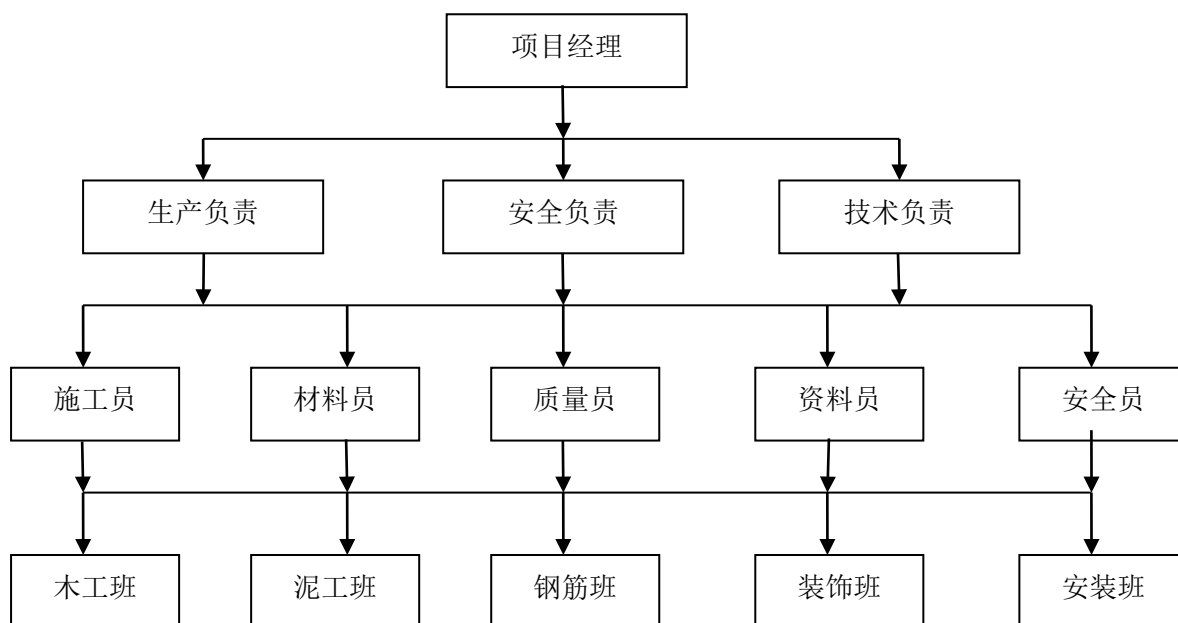 项目经理
生产负责
安全负责
技术负责
施工员
材料员
质量员
资料员
安全员
木工班
泥工班
钢筋班
装饰班
安装班